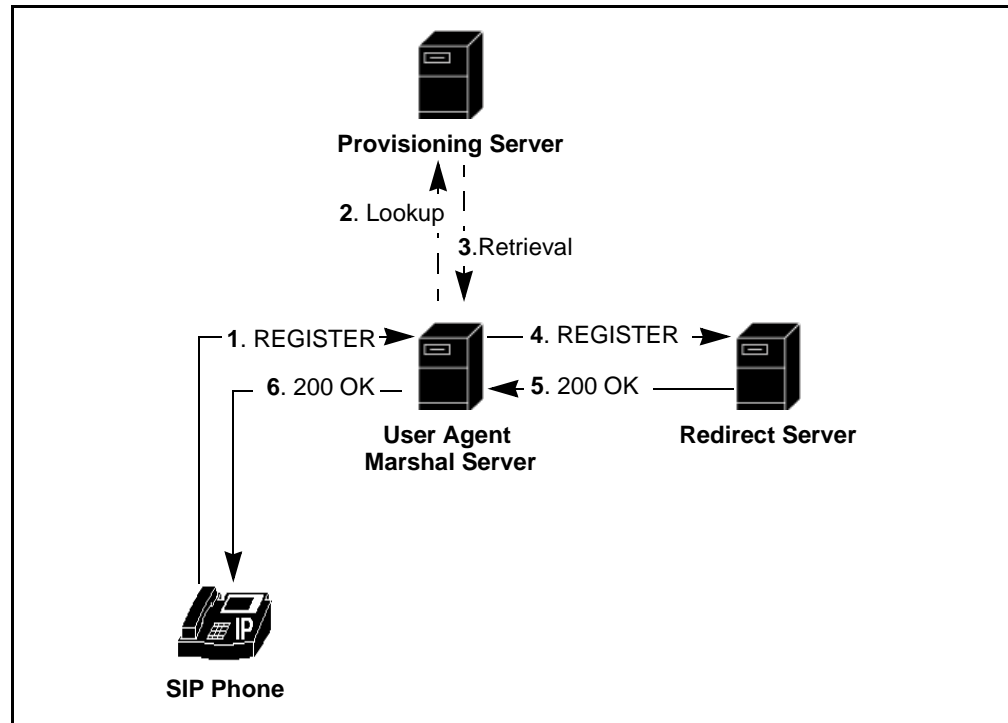 Provisioning Server
2. Lookup
3.Retrieval
1. REGISTER
4. REGISTER
6. 200 OK
5. 200 OK
User Agent
Marshal Server
Redirect Server
IP
SIP Phone